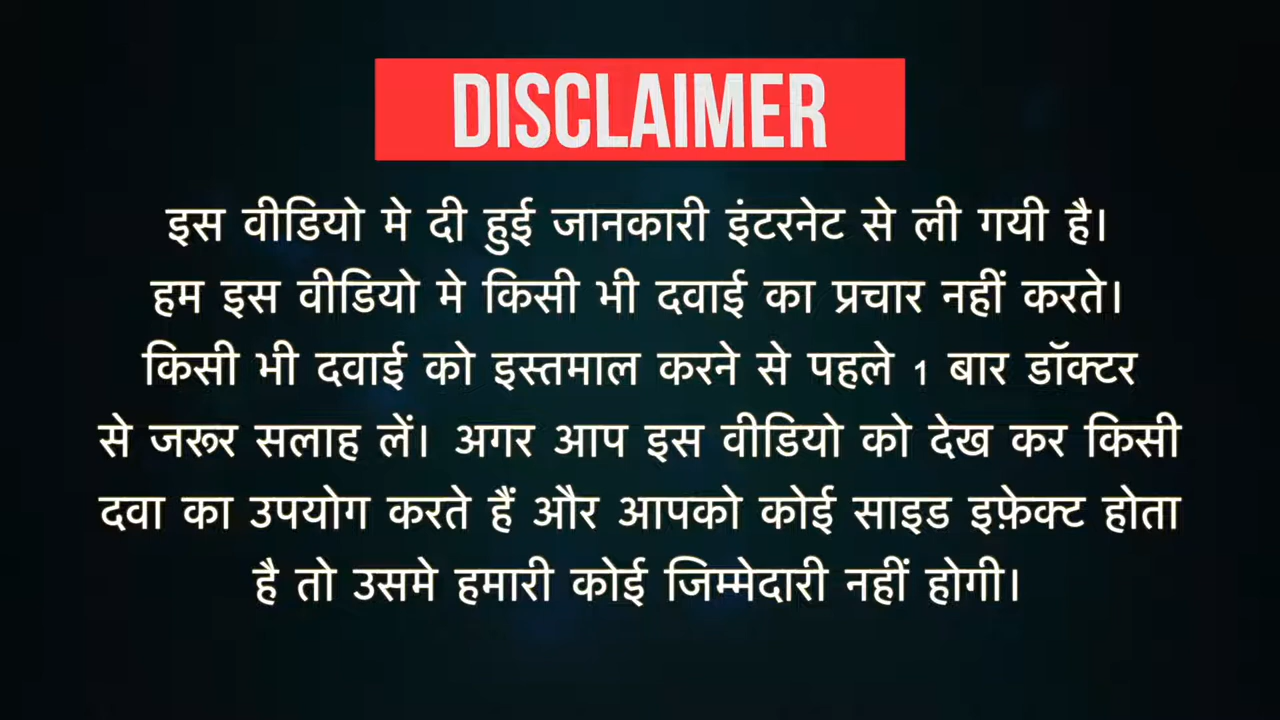 DISCLAIMER
इस वीडियो मे दी हुई जानकारी इंटरनेट से ली गयी है।
हम इस वीडियो मे किसी भी दवाई का प्रचार नहीं करते।
किसी भी दवाई को इस्तमाल करने से पहले 1 बार डॉक्टर
से जरूर सलाह लें। अगर आप इस वीडियो को देख कर किसी
दवा का उपयोग करते हैं और आपको कोई साइड इफ़ेक्ट होता
है तो उसमे हमारी कोई जिम्मेदारी नहीं होगी।